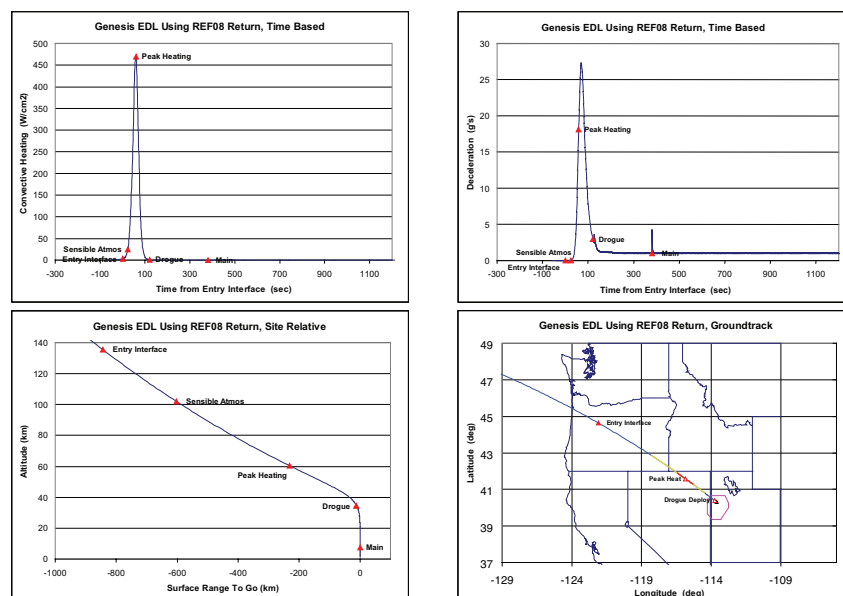 Genesis EDL Using REF08 Return, Time Based
500
450
400
350
300
250
200
150
100
50
0
Convective Heating (W/cm2)
Peak Heating
Sensible Atmos
Entry Interface
Drogue
Main
-300 -100 100 300 500 700 900 1100
Time from Entry Interface (sec)
Genesis EDL Using REF08 Return, Time Based
30
25
20
15
10
5
0
Deceleration (g's)
Peak Heating
Drogue
Sensible Atmos
Main
Entry Interface
-300 -100 100 300 500 700 900 1100
Time from Entry Interface (sec)
Genesis EDL Using REF08 Return, Site Relative
140
120
100
80
60
40
20
0
Altitude (km)
Entry Interface
Sensible Atmos
Peak Heating
Drogue
Main
-1000 -800 -600 -400 -200 0
Surface Range To Go (km)
Genesis EDL Using REF08 Return, Groundtrack
49
47
45
43
41
39
37
Latitude (deg)
Entry Interface
Peak Heat
Drogue Deploy
-129 -124 -119 -114 -109
Longitude (deg)